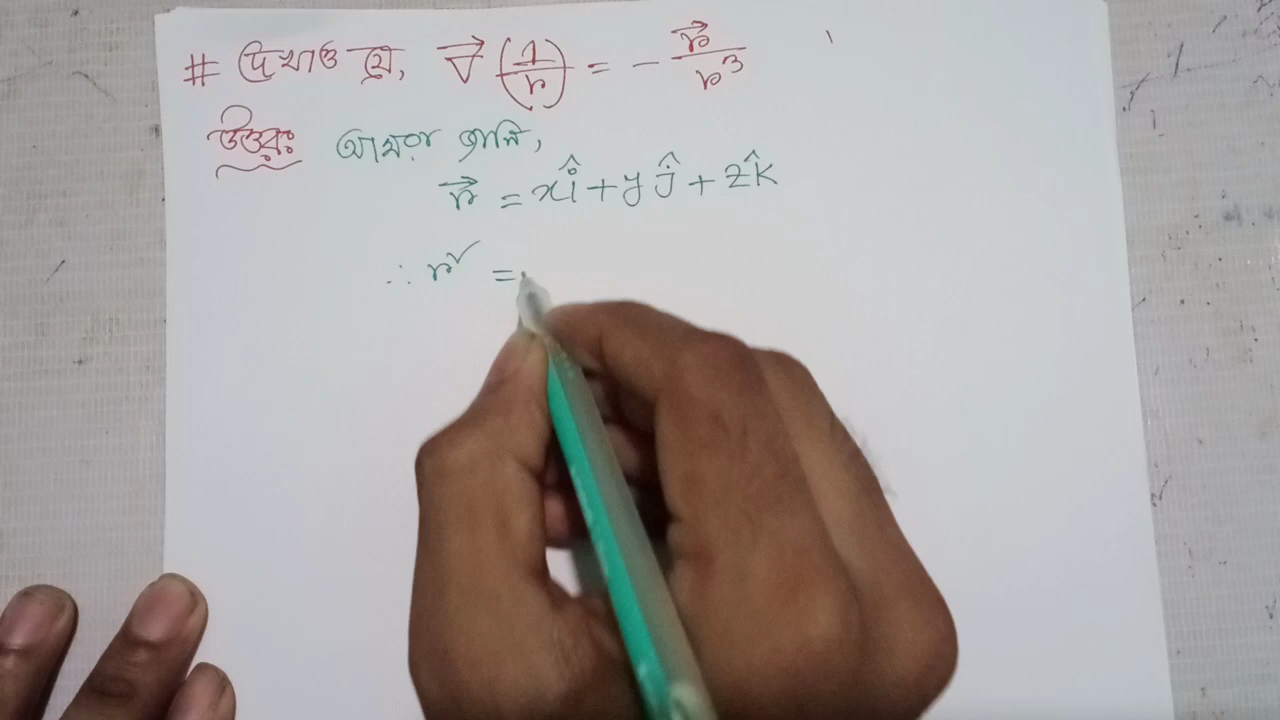 # দেখাও যে, ∇⃗ (1/r) = - r⃗/r³
উত্তরঃ আমরা জানি,
r⃗ = xî + yĵ + zk̂
∴ r² =